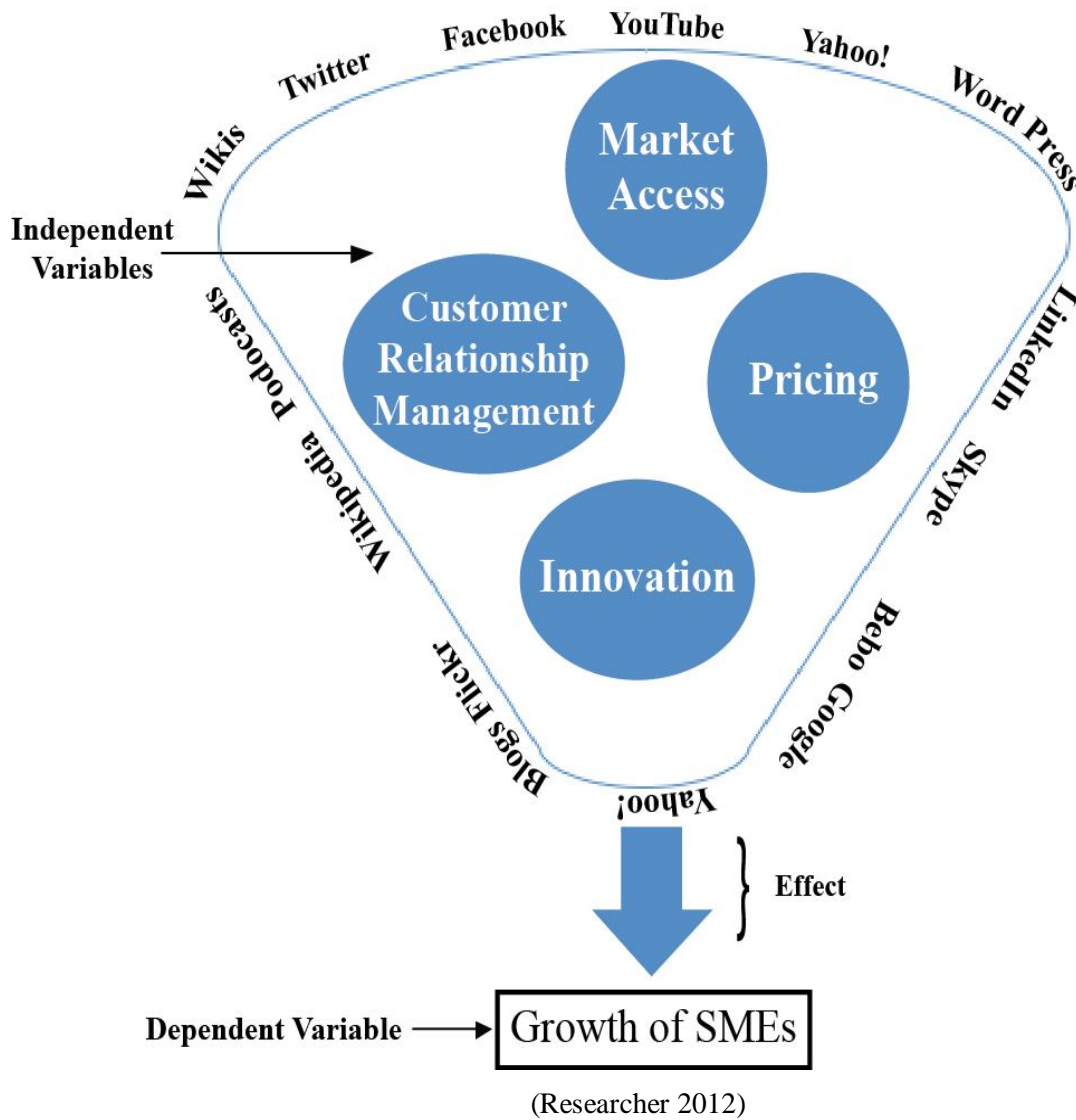 Wikis
Twitter
Facebook
YouTube
Yahoo!
Word Press
Market
Access
Independent
Variables
Customer
Relationship
Management
Pricing
Innovation
Podocasts
Wikipedia
Blogs Flickr
LinkedIn
Skype
Bebo Google
Yahoo!
Effect
Dependent Variable
Growth of SMEs
(Researcher 2012)